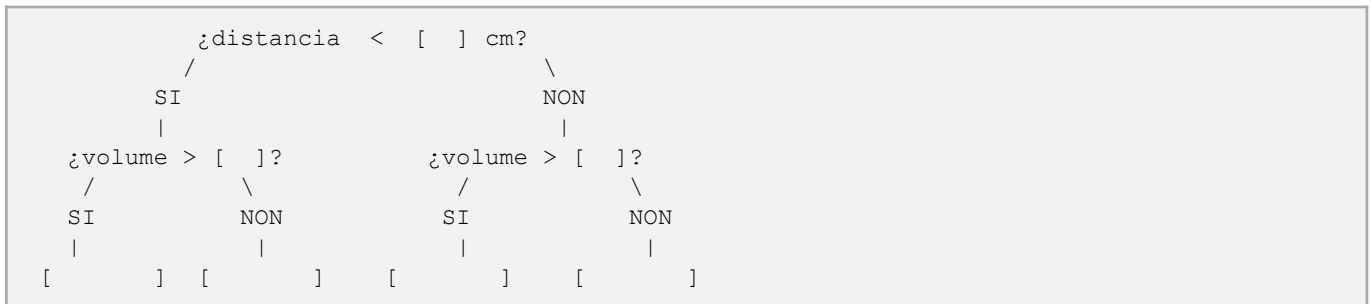 ¿distancia < [ ] cm?
/ \
SI NON
| |
¿volume > [ ]? ¿volume > [ ]?
/ \ / \
SI NON SI NON
| | | |
[ ] [ ] [ ] [ ]